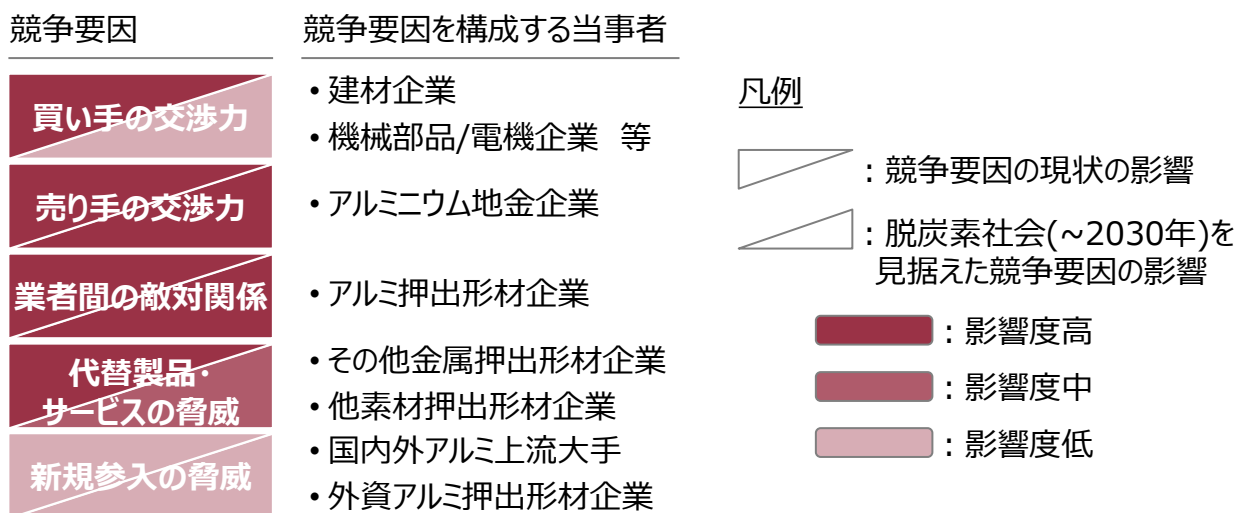 競争要因
競争要因を構成する当事者
買い手の交渉力
• 建材企業
• 機械部品/電機企業 等
売り手の交渉力
• アルミニウム地金企業
業者間の敵対関係
• アルミ押出形材企業
代替製品・
サービスの脅威
• その他金属押出形材企業
• 他素材押出形材企業
新規参入の脅威
• 国内外アルミ上流大手
• 外資アルミ押出形材企業
凡例
：競争要因の現状の影響
：脱炭素社会(~2030年)を
見据えた競争要因の影響
：影響度高
：影響度中
：影響度低